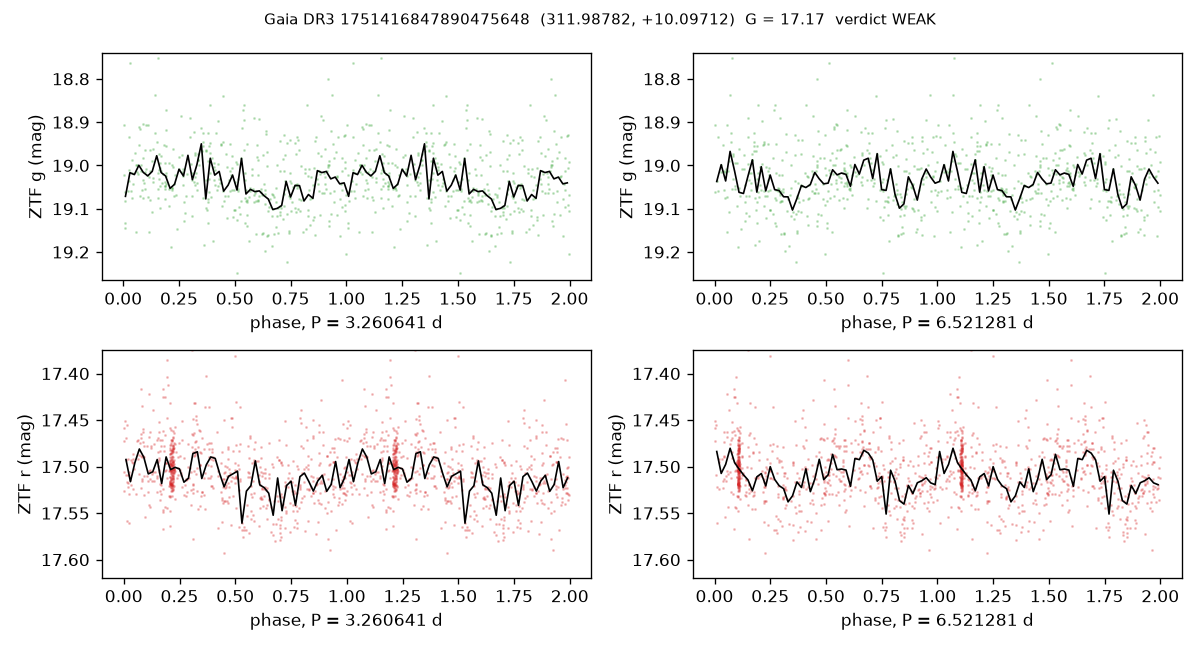 Gaia DR3 1751416847890475648  (311.98782, +10.09712)  G = 17.17  verdict WEAK
ZTF g (mag)
18.8
18.9
19.0
19.1
19.2
0.00 0.25 0.50 0.75 1.00 1.25 1.50 1.75 2.00
phase, P = 3.260641 d
ZTF g (mag)
18.8
18.9
19.0
19.1
19.2
0.00 0.25 0.50 0.75 1.00 1.25 1.50 1.75 2.00
phase, P = 6.521281 d
ZTF r (mag)
17.40
17.45
17.50
17.55
17.60
0.00 0.25 0.50 0.75 1.00 1.25 1.50 1.75 2.00
phase, P = 3.260641 d
ZTF r (mag)
17.40
17.45
17.50
17.55
17.60
0.00 0.25 0.50 0.75 1.00 1.25 1.50 1.75 2.00
phase, P = 6.521281 d